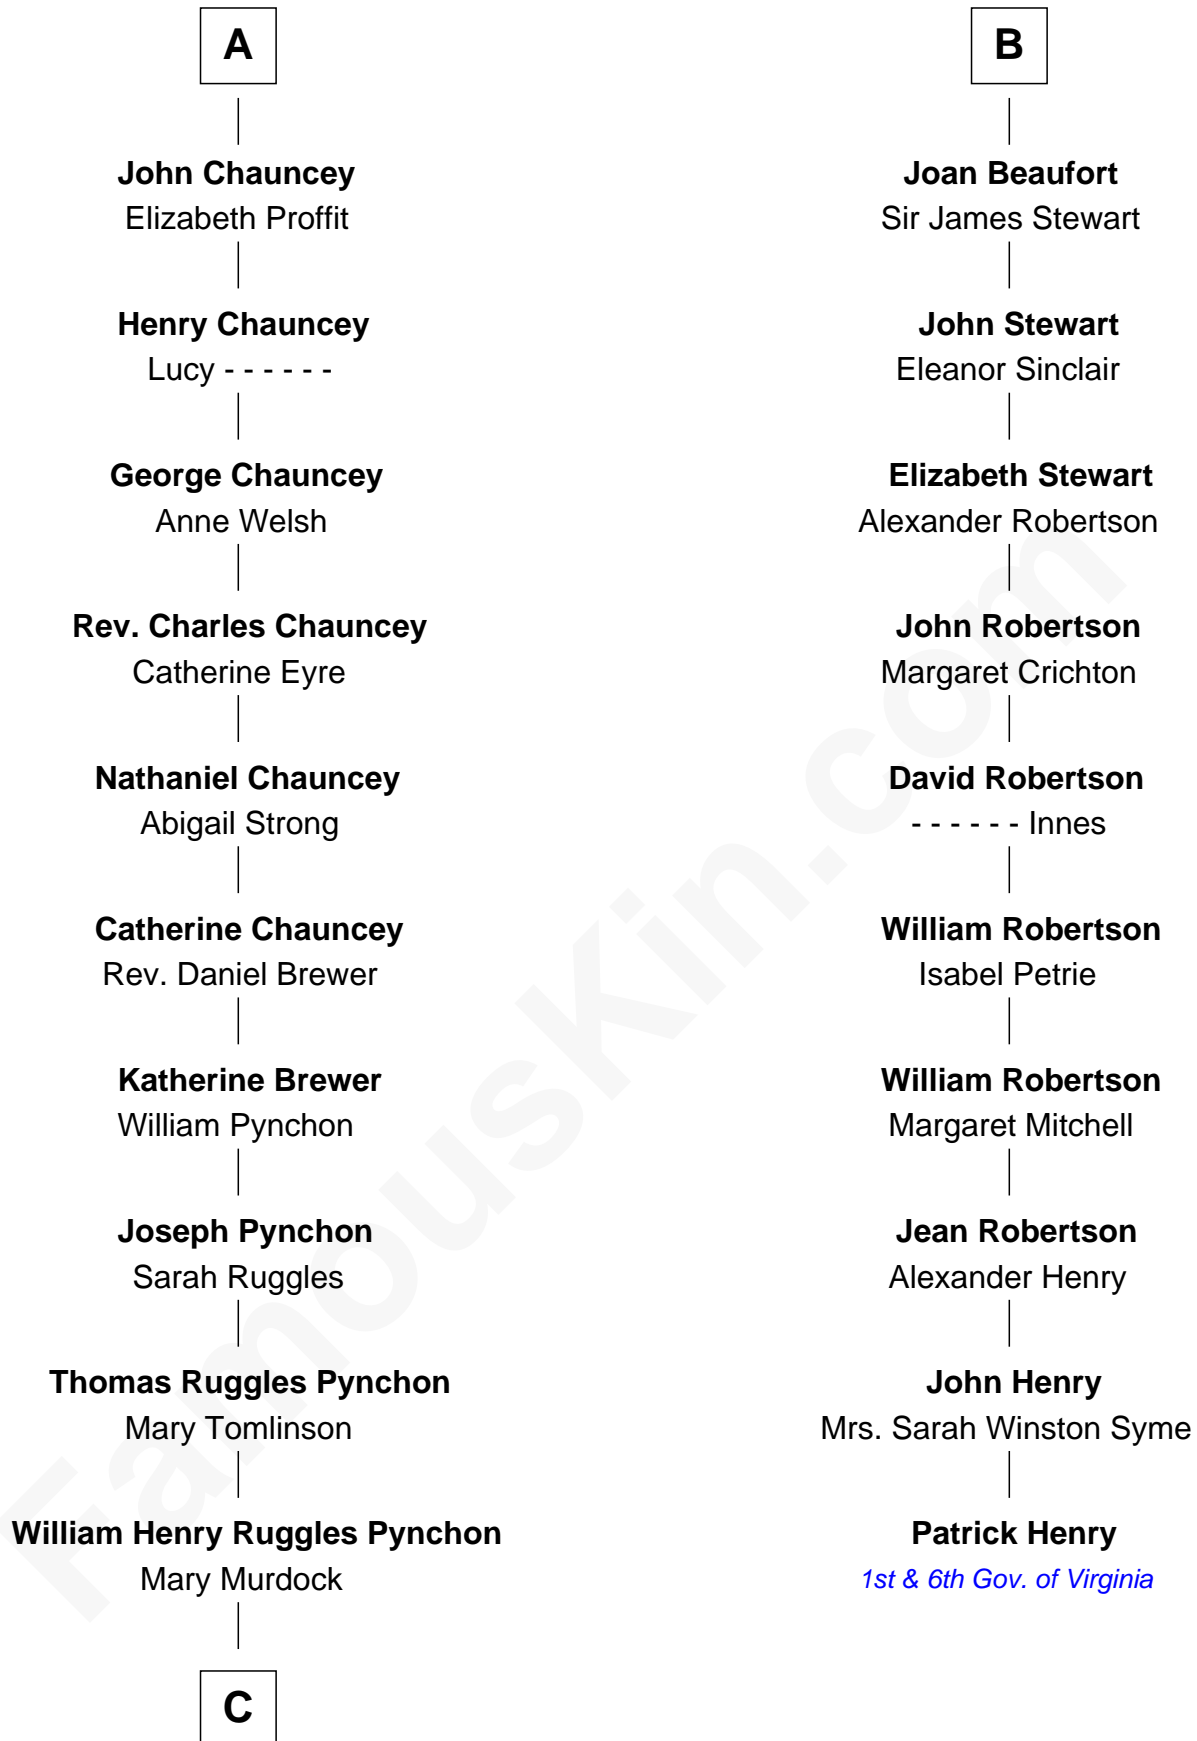 A
John Chauncey
Elizabeth Proffit
Henry Chauncey
Lucy - - - - - -
George Chauncey
Anne Welsh
Rev. Charles Chauncey
Catherine Eyre
Nathaniel Chauncey
Abigail Strong
Catherine Chauncey
Rev. Daniel Brewer
Katherine Brewer
William Pynchon
Joseph Pynchon
Sarah Ruggles
Thomas Ruggles Pynchon
Mary Tomlinson
William Henry Ruggles Pynchon
Mary Murdock
C
B
Joan Beaufort
Sir James Stewart
John Stewart
Eleanor Sinclair
Elizabeth Stewart
Alexander Robertson
John Robertson
Margaret Crichton
David Robertson
- - - - - - Innes
William Robertson
Isabel Petrie
William Robertson
Margaret Mitchell
Jean Robertson
Alexander Henry
John Henry
Mrs. Sarah Winston Syme
Patrick Henry
1st & 6th Gov. of Virginia
FamousKin.com